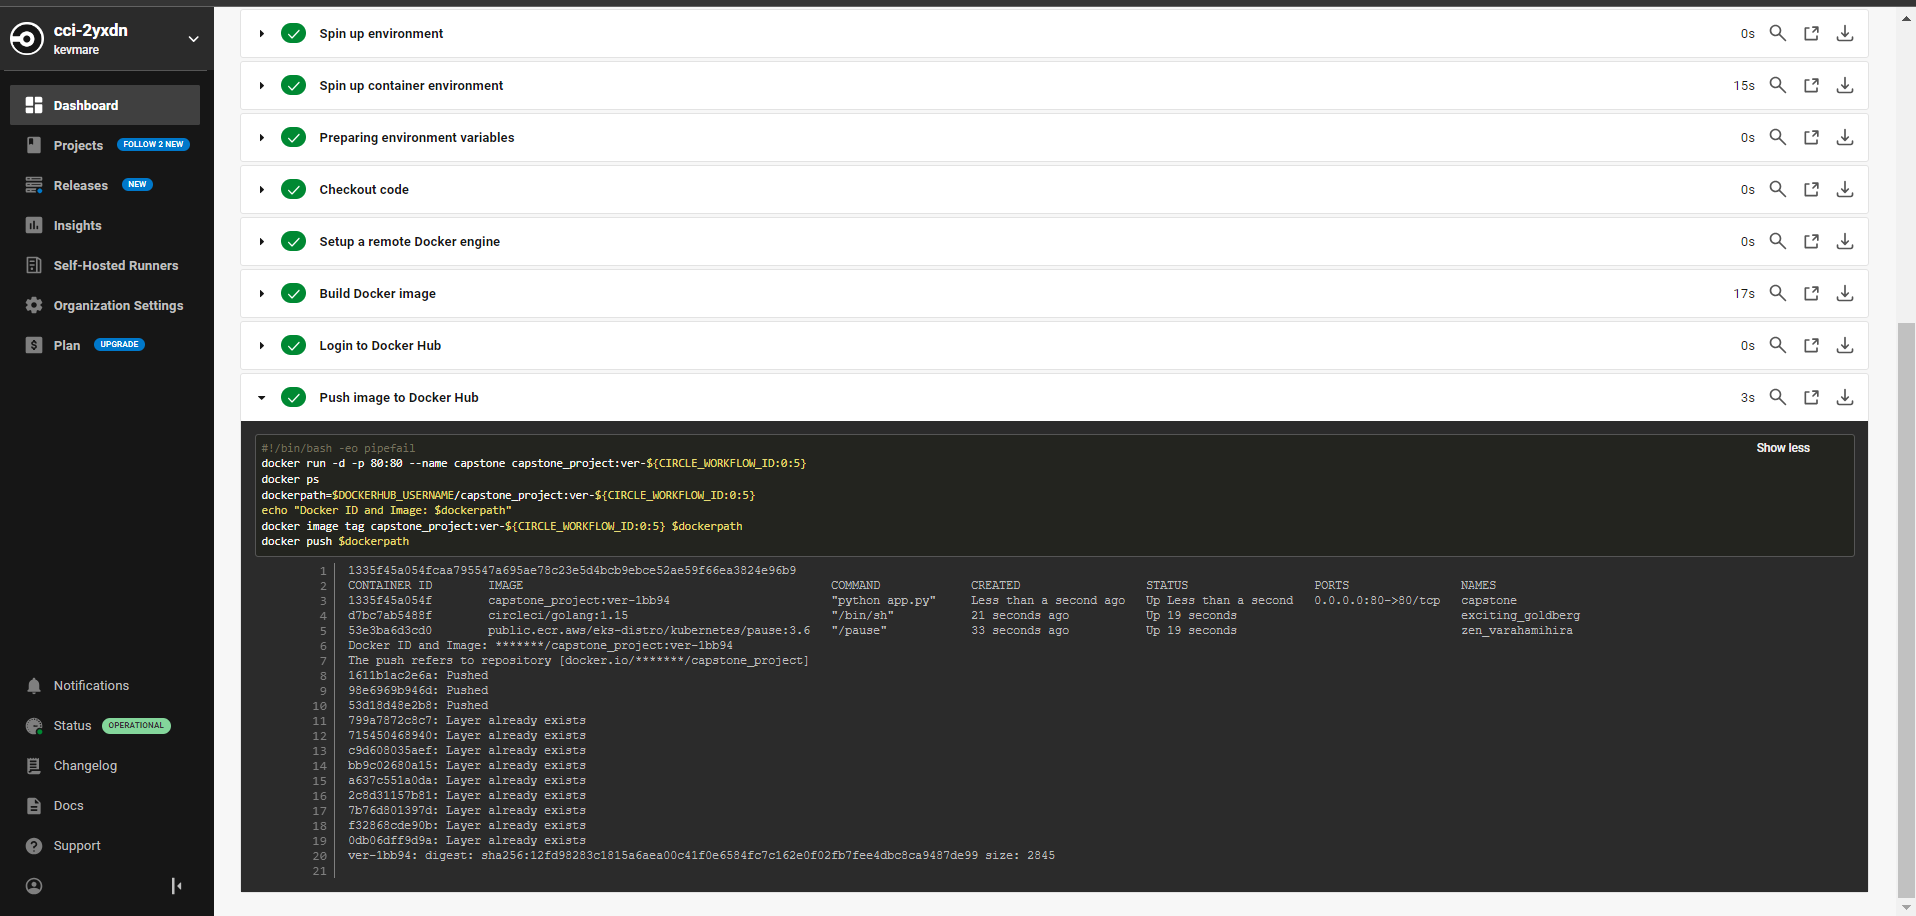 cci-2yxdn
kevmare
Dashboard
Projects FOLLOW 2 NEW
Releases NEW
Insights
Self-Hosted Runners
Organization Settings
Plan UPGRADE
Notifications
Status OPERATIONAL
Changelog
Docs
Support
Spin up environment 0s
Spin up container environment 15s
Preparing environment variables 0s
Checkout code 0s
Setup a remote Docker engine 0s
Build Docker image 17s
Login to Docker Hub 0s
Push image to Docker Hub 3s
#!/bin/bash -eo pipefail Show less
docker run -d -p 80:80 --name capstone capstone_project:ver-${CIRCLE_WORKFLOW_ID:0:5}
docker ps
dockerpath=$DOCKERHUB_USERNAME/capstone_project:ver-${CIRCLE_WORKFLOW_ID:0:5}
echo "Docker ID and Image: $dockerpath"
docker image tag capstone_project:ver-${CIRCLE_WORKFLOW_ID:0:5} $dockerpath
docker push $dockerpath
1 1335f45a054fcaa795547a695ae78c23e5d4bcb9ebce52ae59f66ea3824e96b9
2 CONTAINER ID IMAGE COMMAND CREATED STATUS PORTS NAMES
3 1335f45a054f capstone_project:ver-1bb94 "python app.py" Less than a second ago Up Less than a second 0.0.0.0:80->80/tcp capstone
4 d7bc7ab5488f circleci/golang:1.15 "/bin/sh" 21 seconds ago Up 19 seconds exciting_goldberg
5 53e3ba6d3cd0 public.ecr.aws/eks-distro/kubernetes/pause:3.6 "/pause" 33 seconds ago Up 19 seconds zen_varahamihira
6 Docker ID and Image: *******/capstone_project:ver-1bb94
7 The push refers to repository [docker.io/*******/capstone_project]
8 1611b1ac2e6a: Pushed
9 98e6969b946d: Pushed
10 53d18d48e2b8: Pushed
11 799a7872c8c7: Layer already exists
12 715450468940: Layer already exists
13 c9d608035aef: Layer already exists
14 bb9c02680a15: Layer already exists
15 a637c551a0da: Layer already exists
16 2c8d31157b81: Layer already exists
17 7b76d801397d: Layer already exists
18 f32868cde90b: Layer already exists
19 0db06dff9d9a: Layer already exists
20 ver-1bb94: digest: sha256:12fd98283c1815a6aea00c41f0e6584fc7c162e0f02fb7fee4dbc8ca9487de99 size: 2845
21